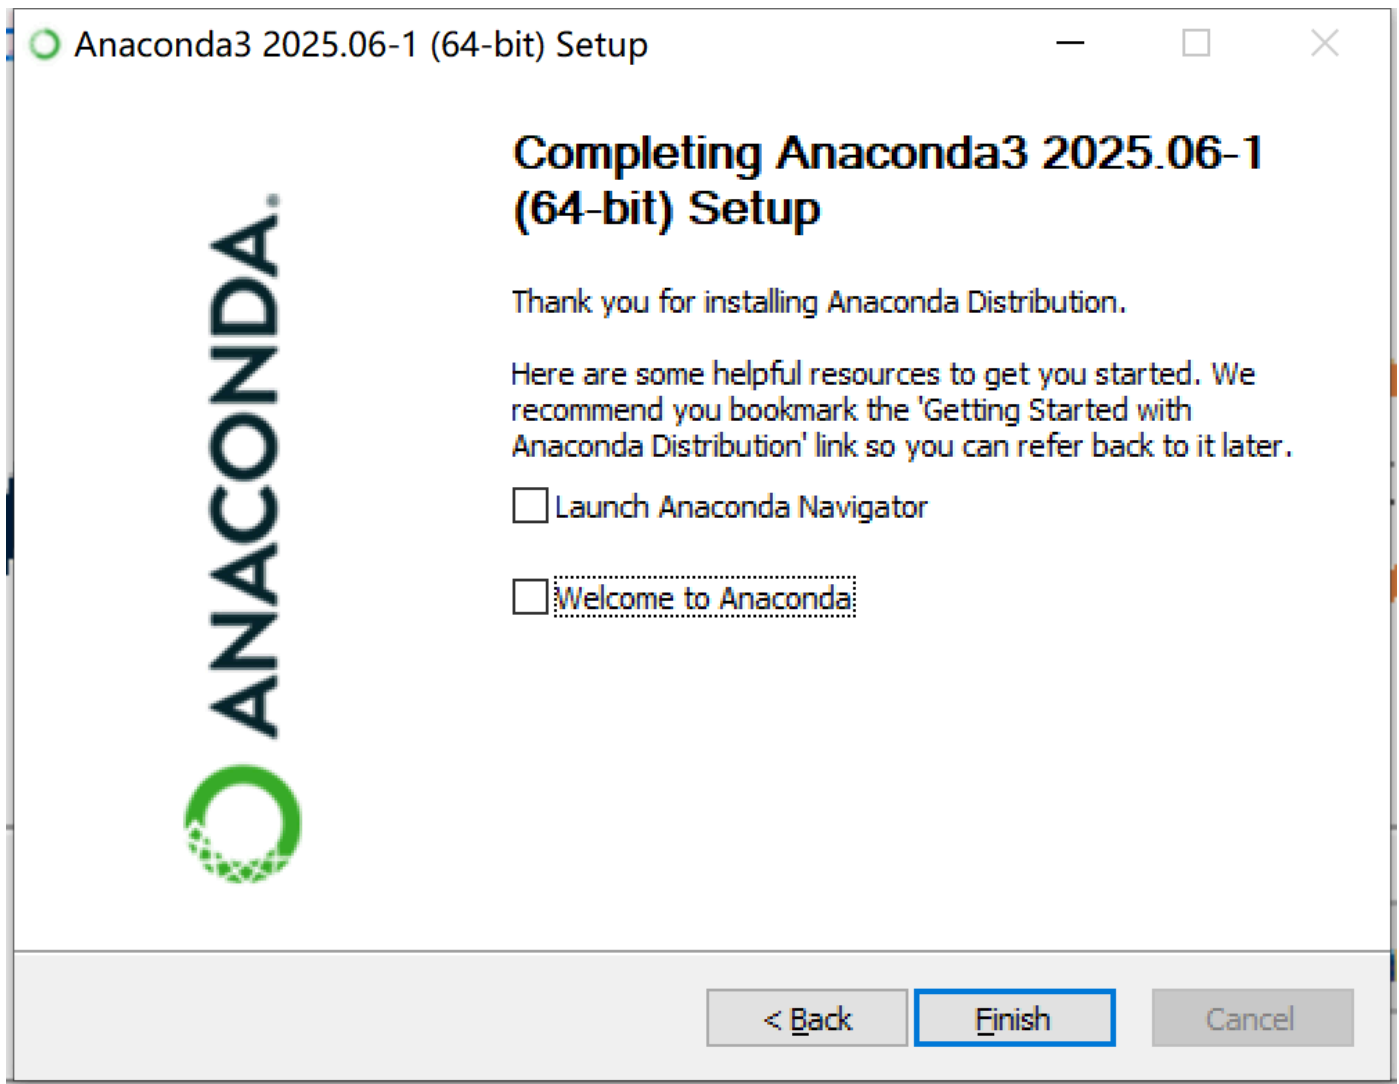 Anaconda3 2025.06-1 (64-bit) Setup
ANACONDA.
Completing Anaconda3 2025.06-1
(64-bit) Setup
Thank you for installing Anaconda Distribution.
Here are some helpful resources to get you started. We
recommend you bookmark the 'Getting Started with
Anaconda Distribution' link so you can refer back to it later.
Launch Anaconda Navigator
Welcome to Anaconda
< Back
Finish
Cancel